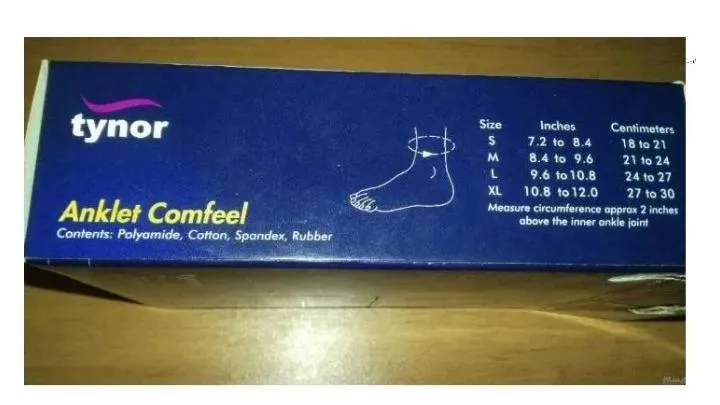 tynor
Anklet Comfeel
Contents: Polyamide, Cotton, Spandex, Rubber
Size Inches Centimeters
S 7.2 to 8.4 18 to 21
M 8.4 to 9.6 21 to 24
L 9.6 to 10.8 24 to 27
XL 10.8 to 12.0 27 to 30
Measure circumference approx 2 inches
above the inner ankle joint